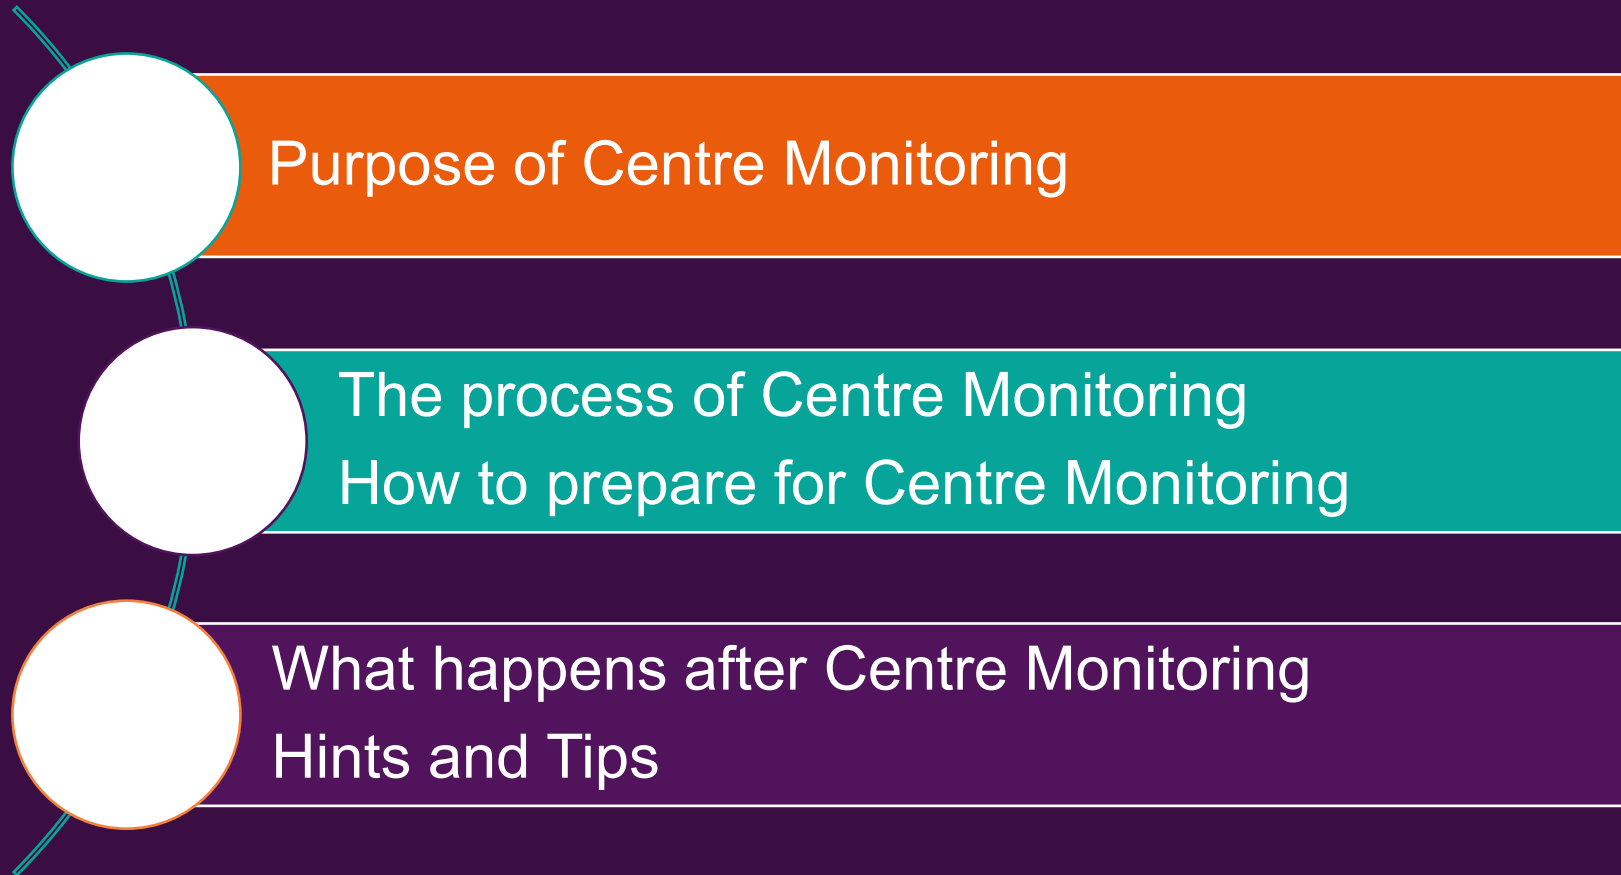 Purpose of Centre Monitoring
The process of Centre Monitoring
How to prepare for Centre Monitoring
What happens after Centre Monitoring
Hints and Tips